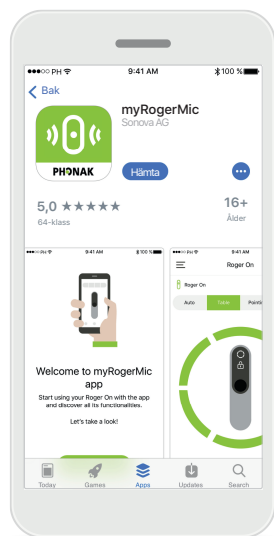 PH 9:41 AM 100 %
Bak
myRogerMic
Sonova AG
PHONAK
Hämta
5,0 ★★★★★
64-klass
16+
Ålder
PH 9:41 AM 100 %
Welcome to myRogerMic
app
Start using your Roger On with the app
and discover all its functionalities.
Let's take a look!
PH 9:41 AM
Roger On
Roger On
Auto Table Pointi
Today Games Apps Updates Search